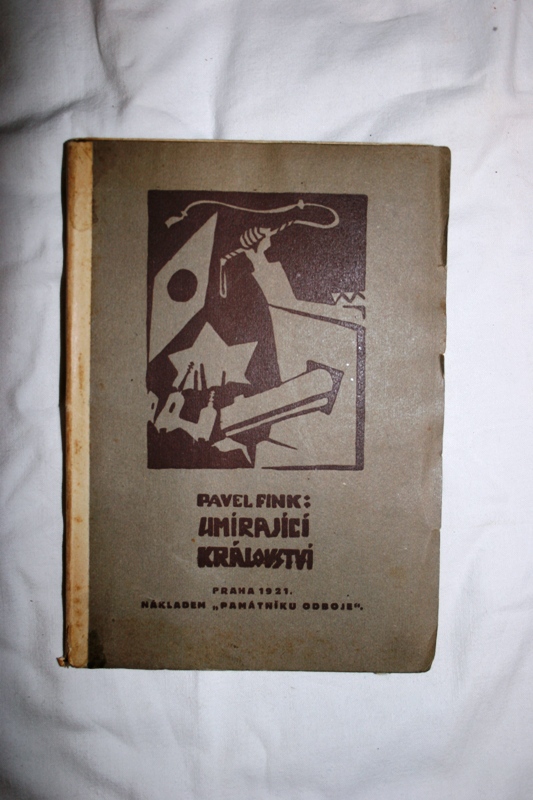 PAVEL FINK:
UMÍRAJÍCÍ
KRÁLOVSTVÍ
PRAHA 1921.
NÁKLADEM „PAMÁTNÍKU ODBOJE“.